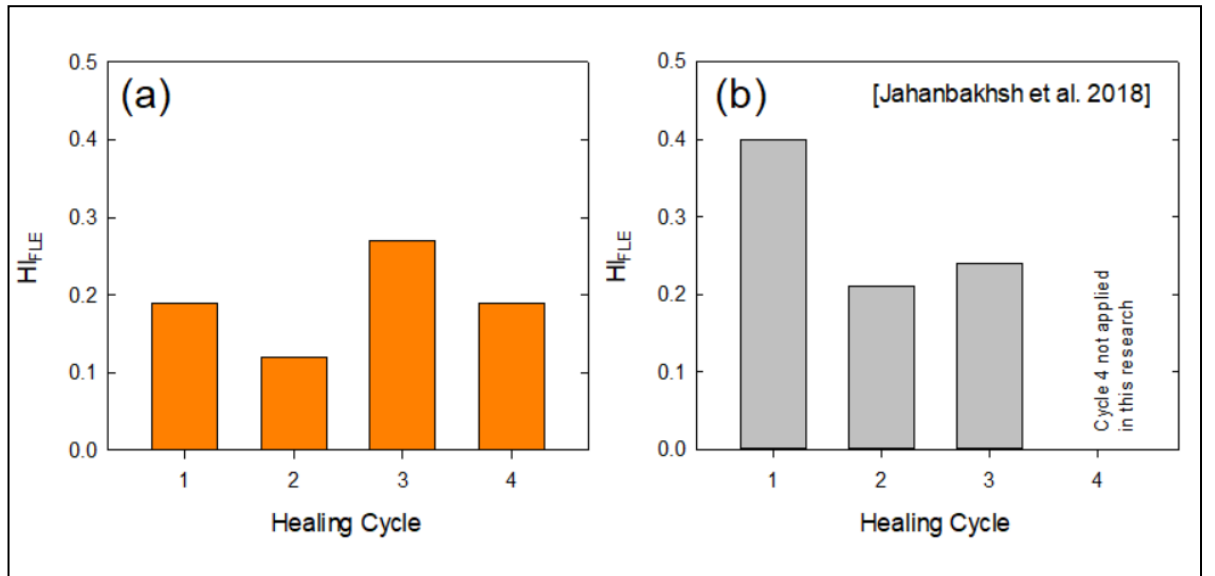 (a)
0.5
0.4
0.3
0.2
0.1
0.0
HI_FLE
1 2 3 4
Healing Cycle
(b)
[Jahanbakhsh et al. 2018]
0.5
0.4
0.3
0.2
0.1
0.0
HI_FLE
Cycle 4 not applied
in this research
1 2 3 4
Healing Cycle